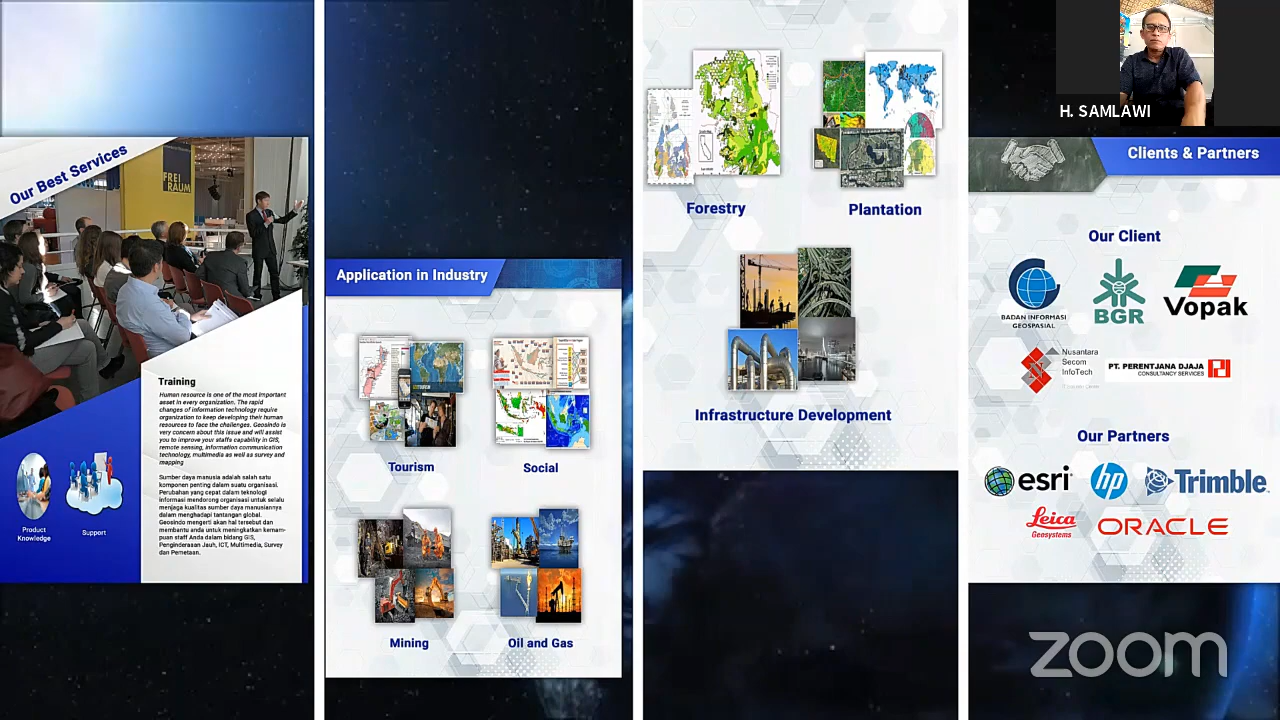 Our Best Services
FREI
RAUM
Training
Human resource is one of the most important
asset in every organization. The rapid
changes of information technology require
organization to keep developing their human
resources to face the challenges. Geosindo is
very concern about this issue and will assist
you to improve your staffs capability in GIS,
remote sensing, information communication
technology, multimedia as well as survey and
mapping
Sumber daya manusia adalah salah satu
komponen penting dalam suatu organisasi.
Perubahan yang cepat dalam teknologi
informasi mendorong organisasi untuk selalu
menjaga kualitas sumber daya manusianya
dalam menghadapi tantangan global.
Geosindo mengerti akan hal tersebut dan
membantu anda untuk meningkatkan kemam-
puan staff Anda dalam bidang GIS,
Penginderasan Jauh, ICT, Multimedia, Survey
dan Pemetaan.
Product
Knowledge
Support
Application in Industry
Tourism
Social
Mining
Oil and Gas
Forestry
Plantation
Infrastructure Development
H. SAMLAWI
Clients & Partners
Our Client
BADAN INFORMASI
GEOSPASIAL
BGR
Vopak
Nusantara
Secom
InfoTech
PT. PERENTJANA DJAJA
CONSULTANCY SERVICES
Our Partners
esri
hp
Trimble
Leica
Geosystems
ORACLE
zoom